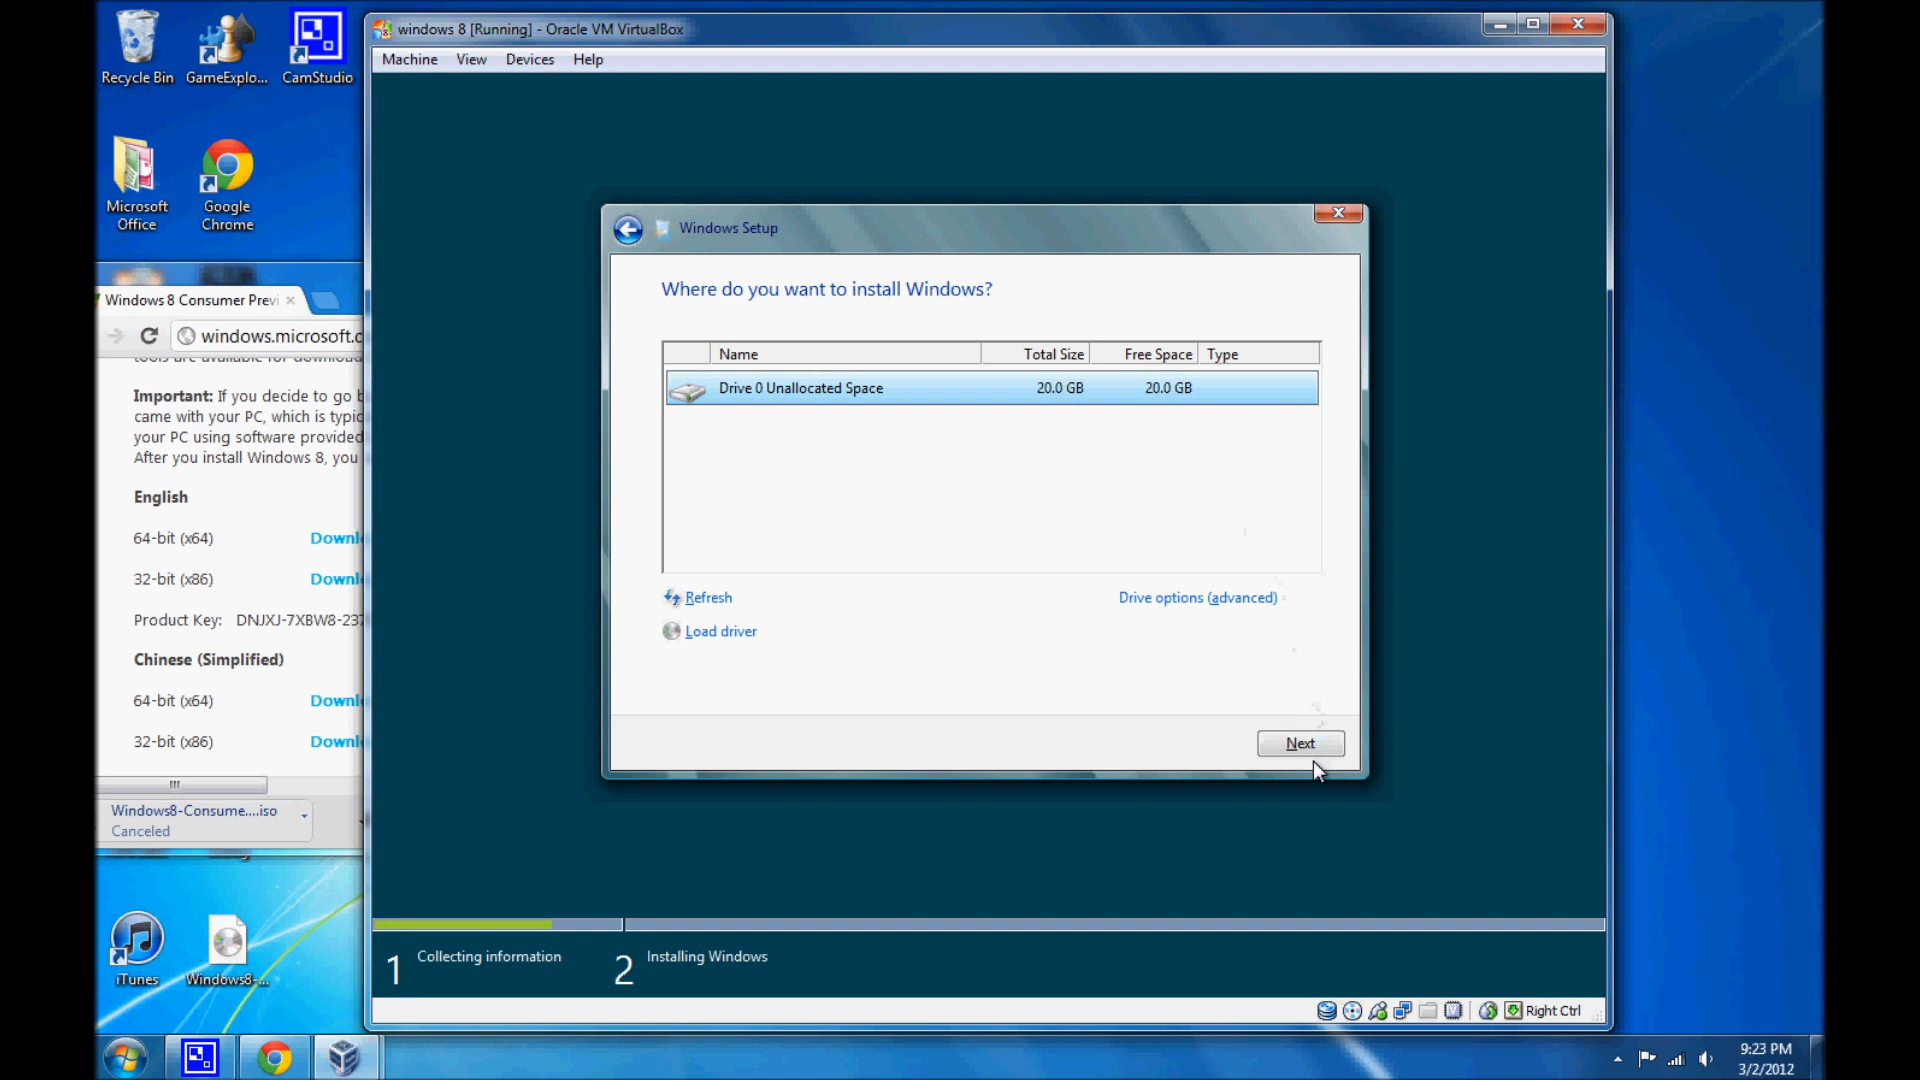 Recycle Bin
GameExplo...
CamStudio
Microsoft
Office
Google
Chrome
windows 8 [Running] - Oracle VM VirtualBox
Machine View Devices Help
Windows 8 Consumer Previ
windows.microsoft.c
tools are available for download
Important: If you decide to go b
came with your PC, which is typic
your PC using software provided
After you install Windows 8, you
English
64-bit (x64) Downl
32-bit (x86) Downl
Product Key: DNJXJ-7XBW8-237
Chinese (Simplified)
64-bit (x64) Downl
32-bit (x86) Downl
Windows8-Consume....iso
Canceled
iTunes
Windows8-...
Windows Setup
Where do you want to install Windows?
Name Total Size Free Space Type
Drive 0 Unallocated Space 20.0 GB 20.0 GB
Refresh
Drive options (advanced)
Load driver
Next
1 Collecting information
2 Installing Windows
Right Ctrl
9:23 PM
3/2/2012